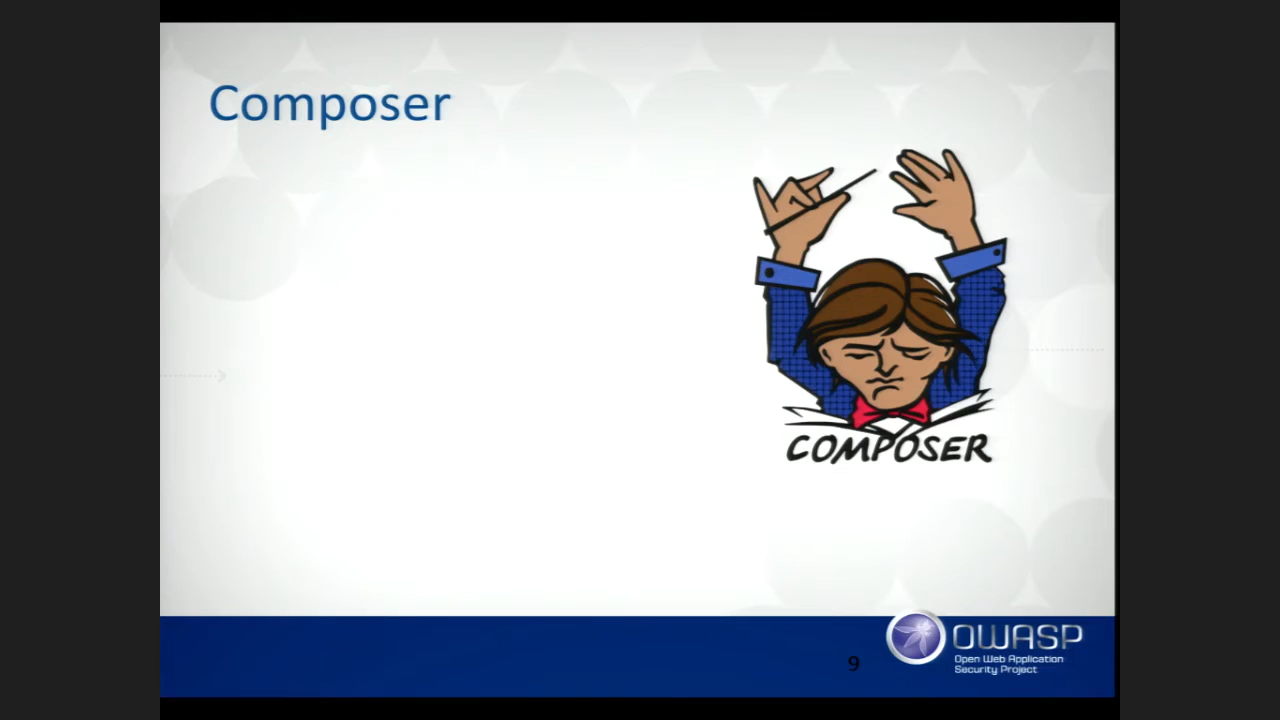 Composer
COMPOSER
9
OWASP
Open Web Application
Security Project